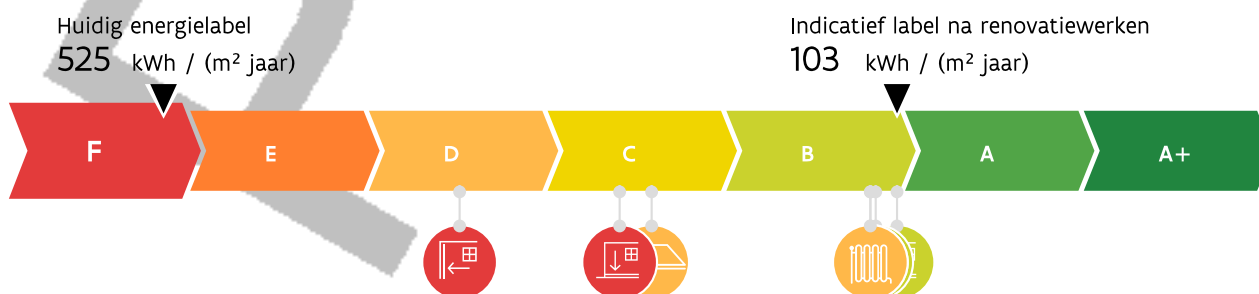 Huidig energielabel
525 kWh / (m² jaar)
Indicatief label na renovatiewerken
103 kWh / (m² jaar)
F E D C B A A+